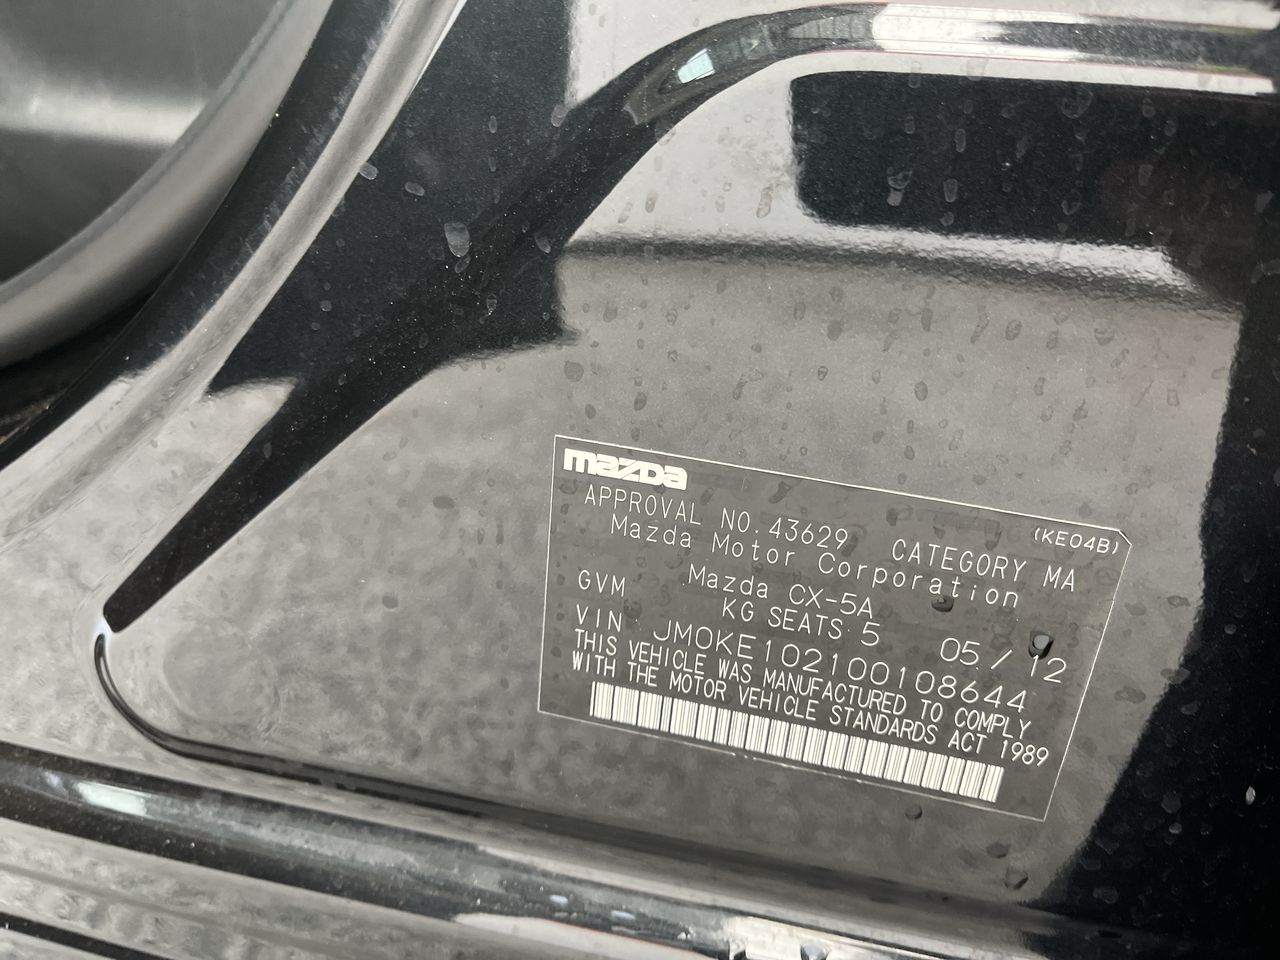 mazda
(KE04B)
APPROVAL NO. 43629 CATEGORY MA
Mazda Motor Corporation
Mazda CX-5A
GVM KG SEATS 5 05/12
VIN JM0KE102100108644
THIS VEHICLE WAS MANUFACTURED TO COMPLY
WITH THE MOTOR VEHICLE STANDARDS ACT 1989